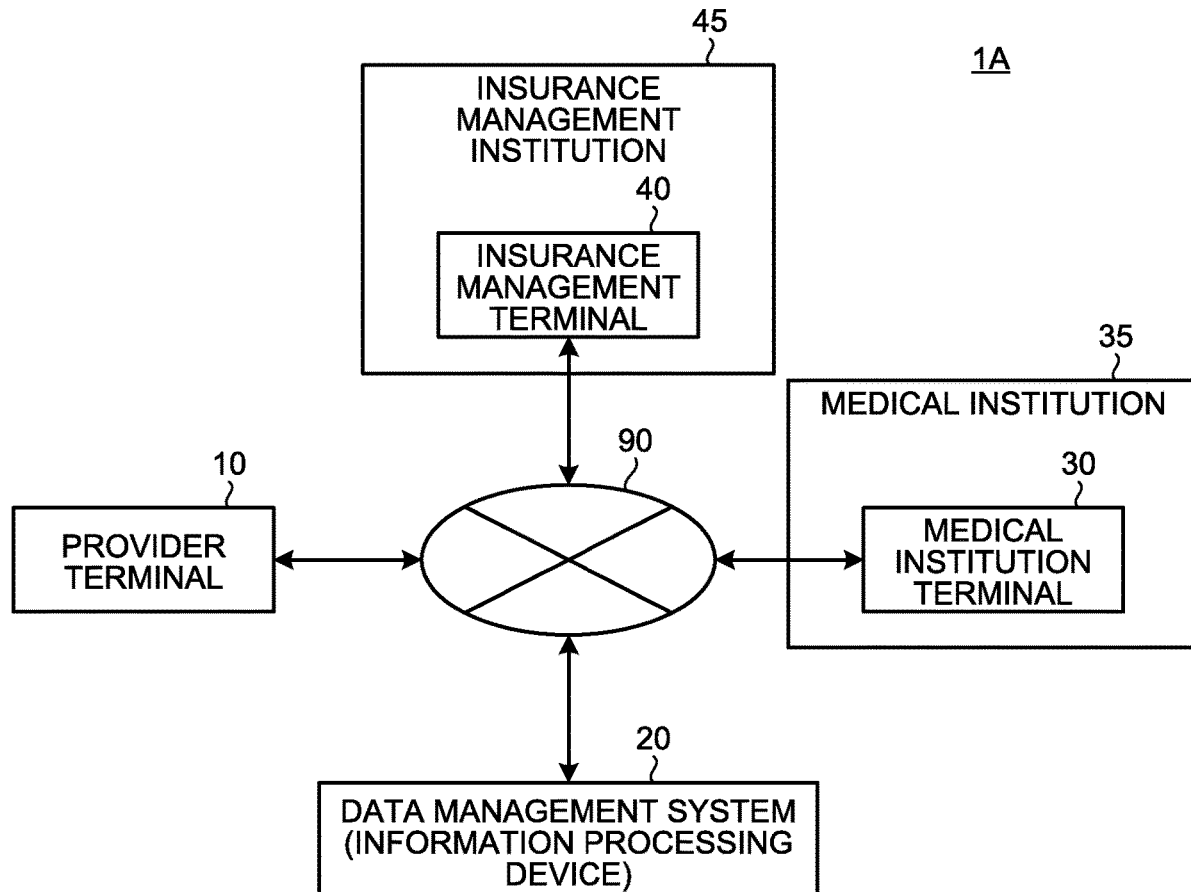 45
1A
INSURANCE
MANAGEMENT
INSTITUTION
40
INSURANCE
MANAGEMENT
TERMINAL
35
MEDICAL INSTITUTION
90
10
30
PROVIDER
TERMINAL
MEDICAL
INSTITUTION
TERMINAL
20
DATA MANAGEMENT SYSTEM
(INFORMATION PROCESSING
DEVICE)